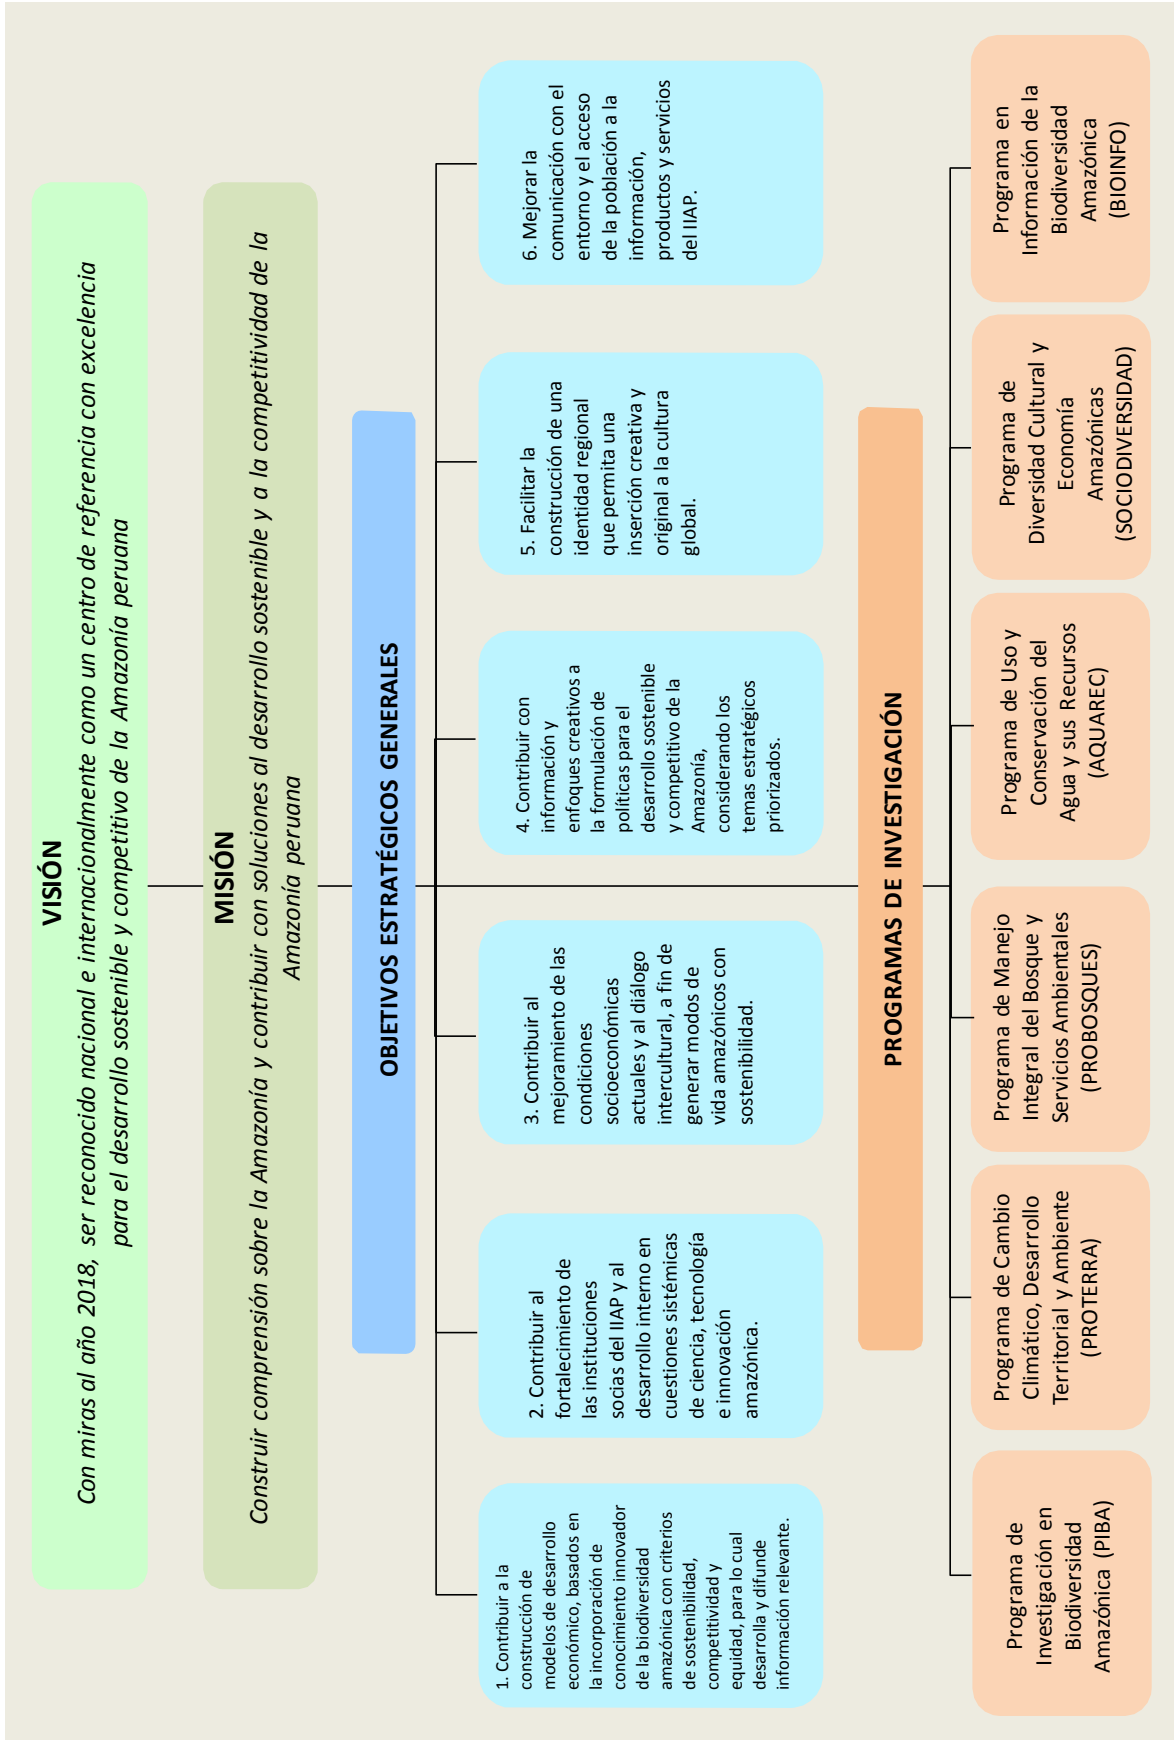 VISIÓN
Con miras al año 2018, ser reconocido nacional e internacionalmente como un centro de referencia con excelencia
para el desarrollo sostenible y competitivo de la Amazonía peruana
MISIÓN
Construir comprensión sobre la Amazonía y contribuir con soluciones al desarrollo sostenible y a la competitividad de la
Amazonía peruana
OBJETIVOS ESTRATÉGICOS GENERALES
1. Contribuir a la
construcción de
modelos de desarrollo
económico, basados en
la incorporación de
conocimiento innovador
de la biodiversidad
amazónica con criterios
de sostenibilidad,
competitividad y
equidad, para lo cual
desarrolla y difunde
información relevante.
2. Contribuir al
fortalecimiento de
las instituciones
socias del IIAP y al
desarrollo interno en
cuestiones sistémicas
de ciencia, tecnología
e innovación
amazónica.
3. Contribuir al
mejoramiento de las
condiciones
socioeconómicas
actuales y al diálogo
intercultural, a fin de
generar modos de
vida amazónicos con
sostenibilidad.
4. Contribuir con
información y
enfoques creativos a
la formulación de
políticas para el
desarrollo sostenible
y competitivo de la
Amazonía,
considerando los
temas estratégicos
priorizados.
5. Facilitar la
construcción de una
identidad regional
que permita una
inserción creativa y
original a la cultura
global.
6. Mejorar la
comunicación con el
entorno y el acceso
de la población a la
información,
productos y servicios
del IIAP.
PROGRAMAS DE INVESTIGACIÓN
Programa de
Investigación en
Biodiversidad
Amazónica (PIBA)
Programa de Cambio
Climático, Desarrollo
Territorial y Ambiente
(PROTERRA)
Programa de Manejo
Integral del Bosque y
Servicios Ambientales
(PROBOSQUES)
Programa de Uso y
Conservación del
Agua y sus Recursos
(AQUAREC)
Programa de
Diversidad Cultural y
Economía
Amazónicas
(SOCIODIVERSIDAD)
Programa en
Información de la
Biodiversidad
Amazónica
(BIOINFO)